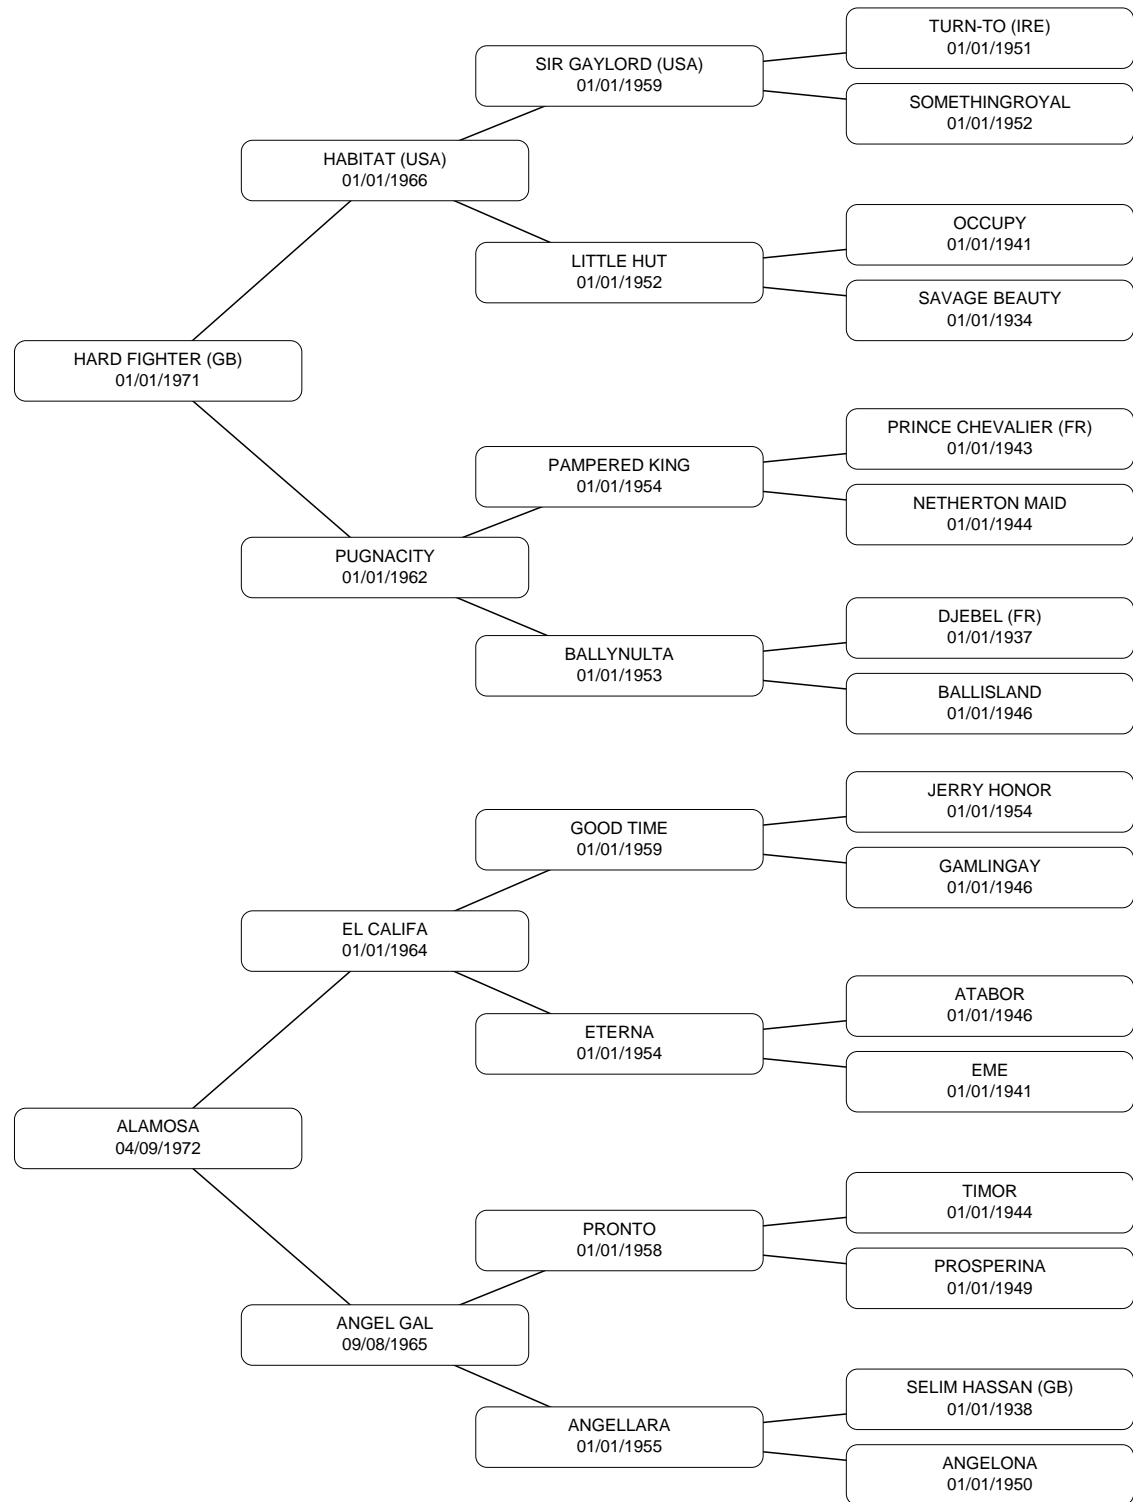 TURN-TO (IRE)
01/01/1951
SIR GAYLORD (USA)
01/01/1959
SOMETHINGROYAL
01/01/1952
HABITAT (USA)
01/01/1966
OCCUPY
01/01/1941
LITTLE HUT
01/01/1952
SAVAGE BEAUTY
01/01/1934
HARD FIGHTER (GB)
01/01/1971
PRINCE CHEVALIER (FR)
01/01/1943
PAMPERED KING
01/01/1954
NETHERTON MAID
01/01/1944
PUGNACITY
01/01/1962
DJEBEL (FR)
01/01/1937
BALLYNULTA
01/01/1953
BALLISLAND
01/01/1946
JERRY HONOR
01/01/1954
GOOD TIME
01/01/1959
GAMLINGAY
01/01/1946
EL CALIFA
01/01/1964
ATABOR
01/01/1946
ETERNA
01/01/1954
EME
01/01/1941
ALAMOSA
04/09/1972
TIMOR
01/01/1944
PRONTO
01/01/1958
PROSPERINA
01/01/1949
ANGEL GAL
09/08/1965
SELIM HASSAN (GB)
01/01/1938
ANGELLARA
01/01/1955
ANGELONA
01/01/1950